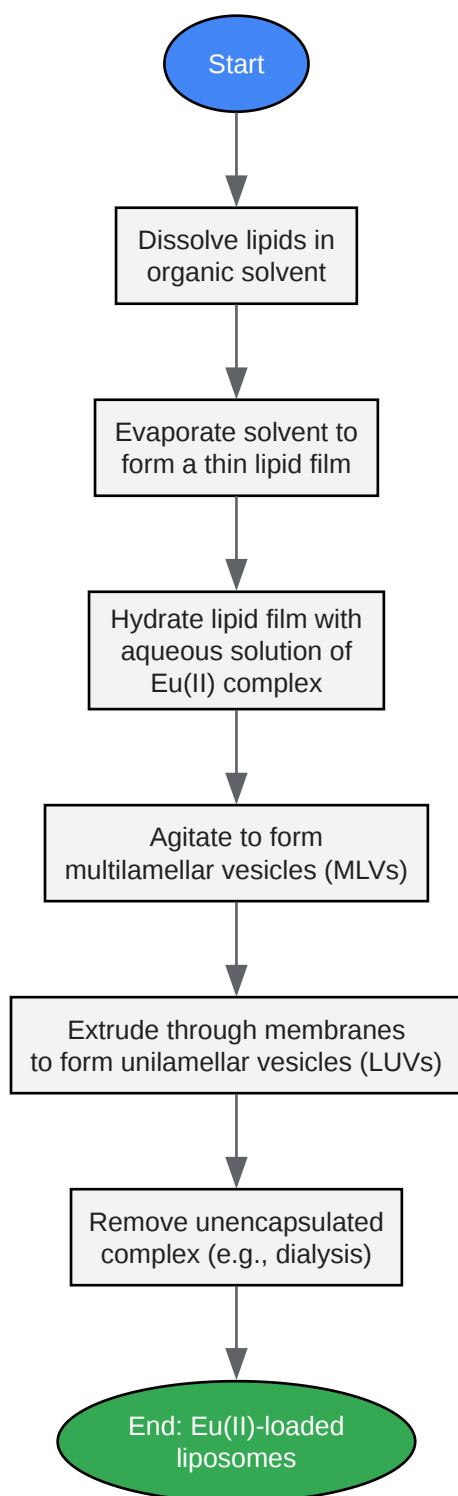 Start
Dissolve lipids in
organic solvent
Evaporate solvent to
form a thin lipid film
Hydrate lipid film with
aqueous solution of
Eu(II) complex
Agitate to form
multilamellar vesicles (MLVs)
Extrude through membranes
to form unilamellar vesicles (LUVs)
Remove unencapsulated
complex (e.g., dialysis)
End: Eu(II)-loaded
liposomes